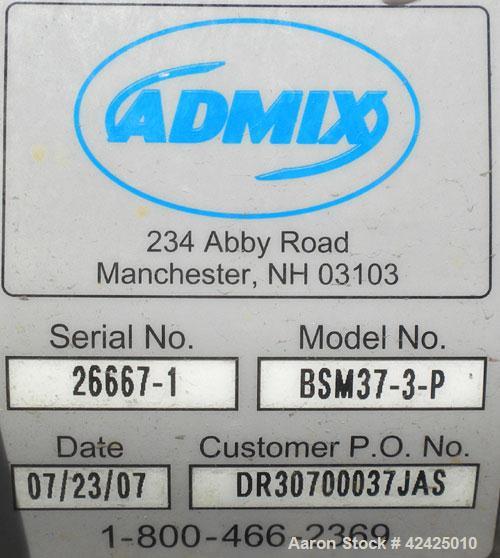 ADMIX
234 Abby Road
Manchester, NH 03103
Serial No. Model No.
26667-1 BSM37-3-P
Date Customer P.O. No.
07/23/07 DR30700037JAS
1-800-466-2369
Aaron Stock # 42425010